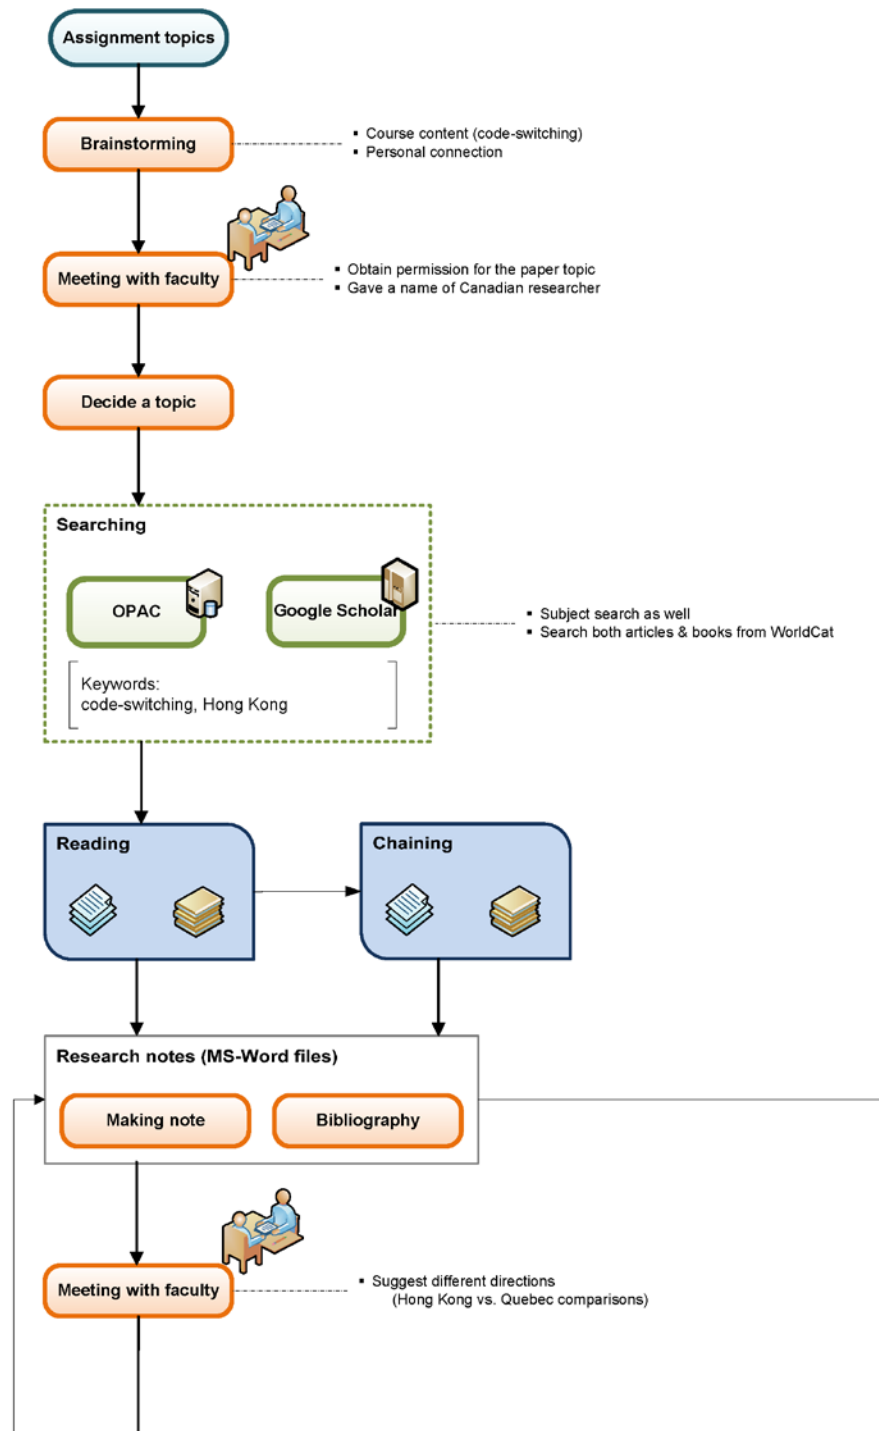 Assignment topics
Brainstorming
▪ Course content (code-switching)
▪ Personal connection
Meeting with faculty
▪ Obtain permission for the paper topic
▪ Gave a name of Canadian researcher
Decide a topic
Searching
OPAC
Google Scholar
▪ Subject search as well
▪ Search both articles & books from WorldCat
Keywords:
code-switching, Hong Kong
Reading
Chaining
Research notes (MS-Word files)
Making note
Bibliography
Meeting with faculty
▪ Suggest different directions
(Hong Kong vs. Quebec comparisons)